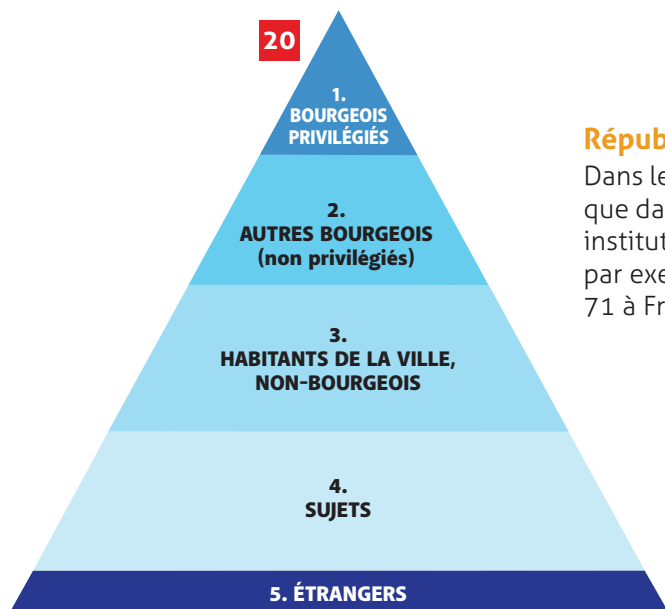 20
1.
BOURGEOIS
PRIVILÉGIÉS
2.
AUTRES BOURGEOIS
(non privilégiés)
3.
HABITANTS DE LA VILLE,
NON-BOURGEOIS
4.
SUJETS
5. ÉTRANGERS
Répub
Dans le
que da
institut
par exe
71 à Fr